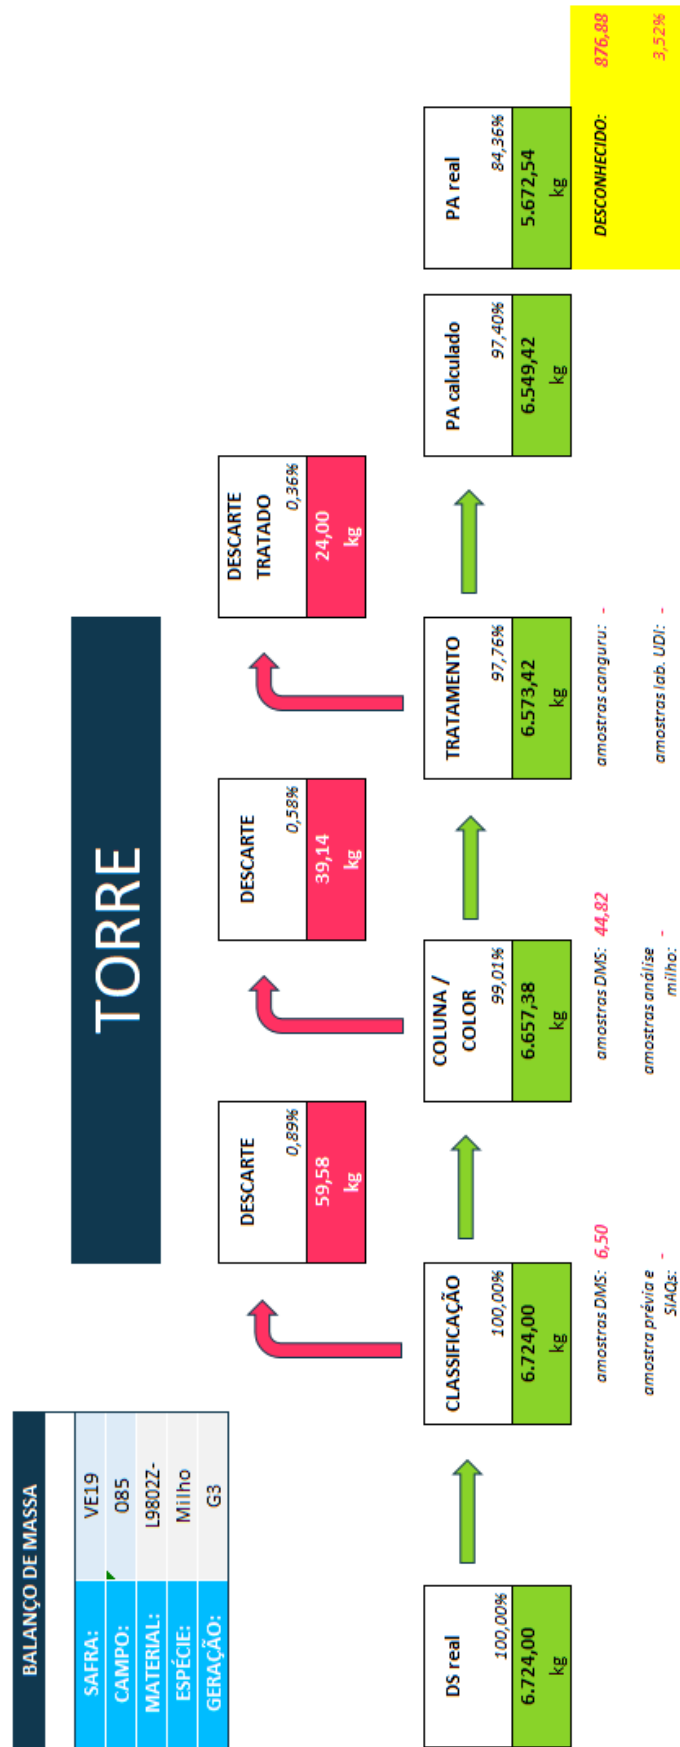 BALANÇO DE MASSA
SAFRA: VE19
CAMPO: 085
MATERIAL: L9802Z-
ESPÉCIE: Milho
GERAÇÃO: G3
TORRE
DESCARTE
0,89%
59,58
kg
DESCARTE
0,58%
39,14
kg
DESCARTE
TRATADO
0,36%
24,00
kg
DS real
100,00%
6.724,00
kg
CLASSIFICAÇÃO
100,00%
6.724,00
kg
COLUNA /
COLOR
99,01%
6.657,38
kg
TRATAMENTO
97,76%
6.573,42
kg
PA calculado
97,40%
6.549,42
kg
PA real
84,36%
5.672,54
kg
amostras DMS: 6,50
amostra prévia e
SIAQs: -
amostras DMS: 44,82
amostras análise
milho: -
amostras canguru: -
amostras lab. UDI: -
DESCONHECIDO: 876,88
3,52%